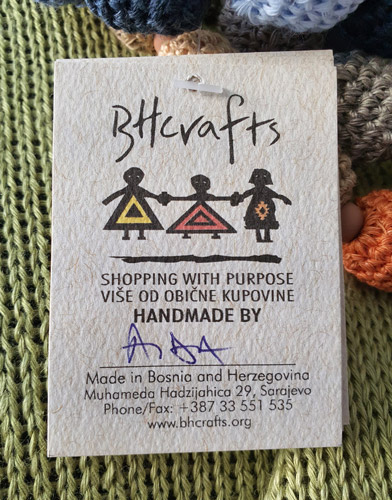 BHcrafts
SHOPPING WITH PURPOSE
VIŠE OD OBIČNE KUPOVINE
HANDMADE BY
AIDA
Made in Bosnia and Herzegovina
Muhameda Hadzijahica 29, Sarajevo
Phone/Fax: +387 33 551 535
www.bhcrafts.org